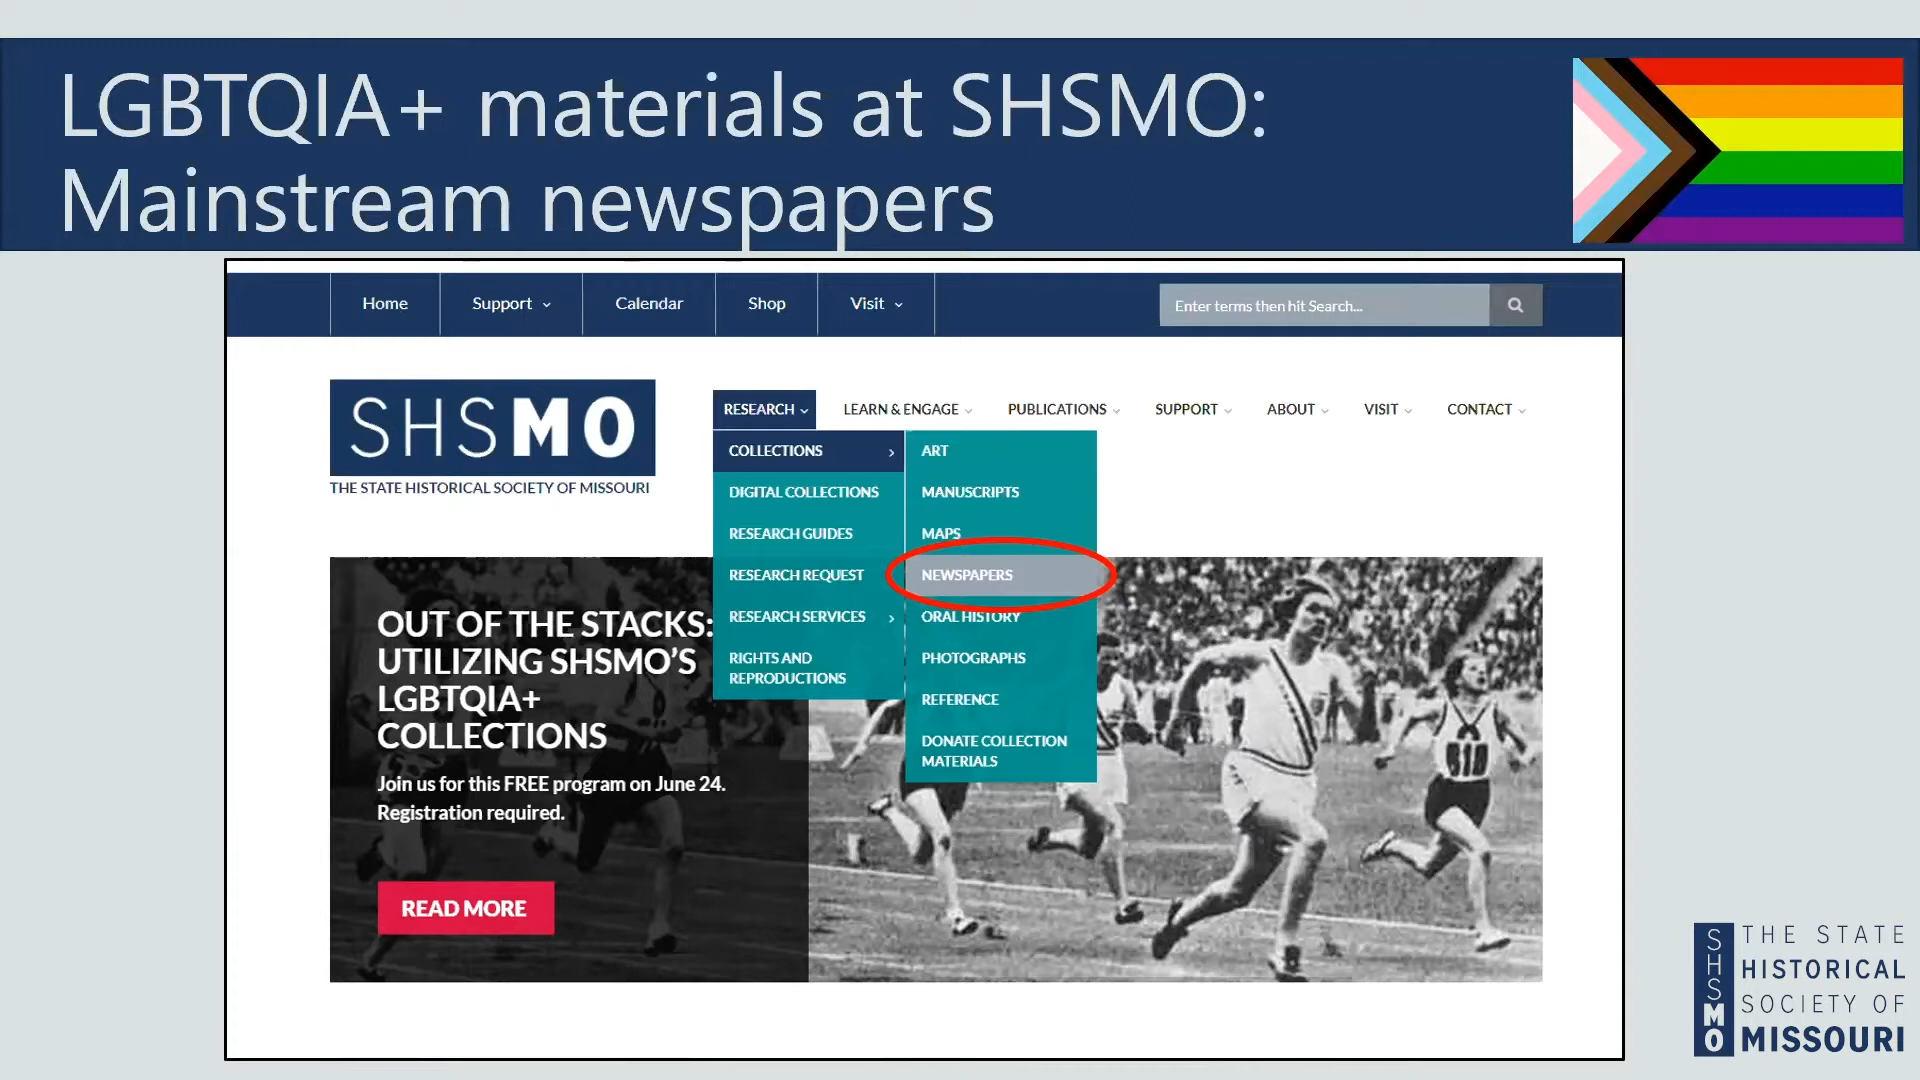 LGBTQIA+ materials at SHSMO:
Mainstream newspapers
Home
Support
Calendar
Shop
Visit
Enter terms then hit Search...
SHSMO
THE STATE HISTORICAL SOCIETY OF MISSOURI
RESEARCH
LEARN & ENGAGE
PUBLICATIONS
SUPPORT
ABOUT
VISIT
CONTACT
COLLECTIONS
DIGITAL COLLECTIONS
RESEARCH GUIDES
RESEARCH REQUEST
RESEARCH SERVICES
RIGHTS AND
REPRODUCTIONS
ART
MANUSCRIPTS
MAPS
NEWSPAPERS
ORAL HISTORY
PHOTOGRAPHS
REFERENCE
DONATE COLLECTION
MATERIALS
OUT OF THE STACKS:
UTILIZING SHSMO'S
LGBTQIA+
COLLECTIONS
Join us for this FREE program on June 24.
Registration required.
READ MORE
SHSMO
THE STATE
HISTORICAL
SOCIETY OF
MISSOURI